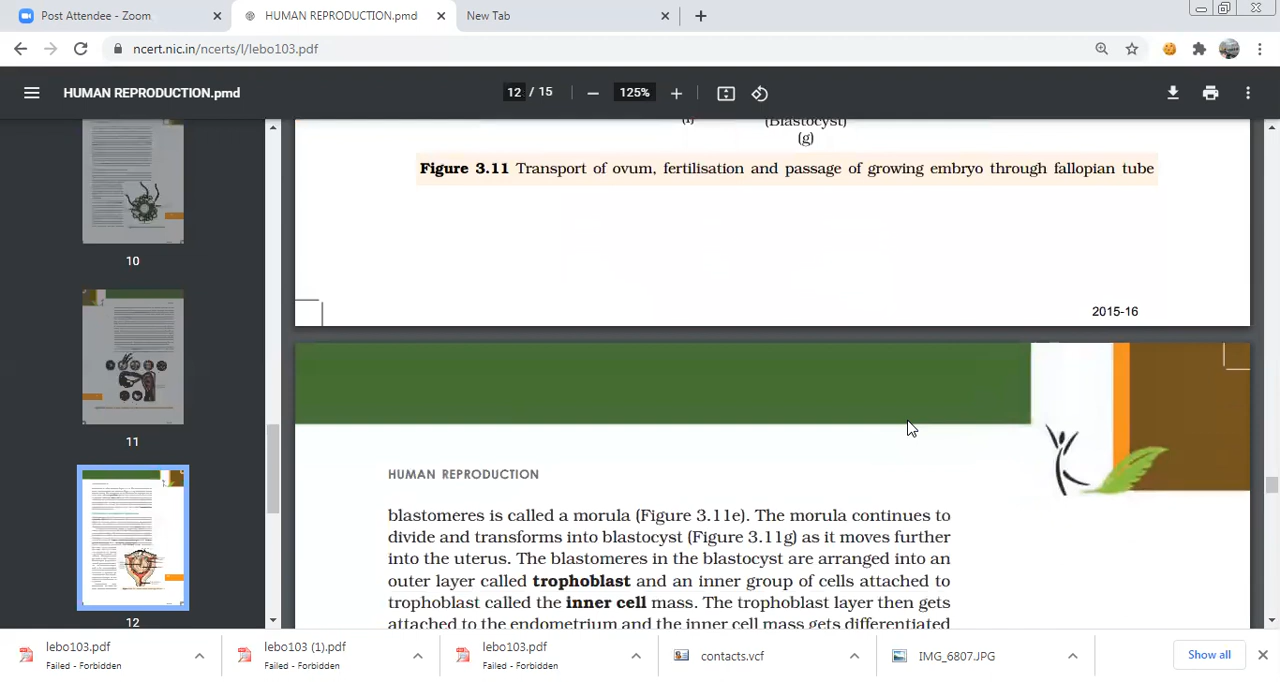 Post Attendee - Zoom
HUMAN REPRODUCTION.pmd
New Tab
ncert.nic.in/ncerts/l/lebo103.pdf
HUMAN REPRODUCTION.pmd
12 / 15
125%
(Blastocyst)
(g)
Figure 3.11 Transport of ovum, fertilisation and passage of growing embryo through fallopian tube
2015-16
10
11
12
HUMAN REPRODUCTION
blastomeres is called a morula (Figure 3.11e). The morula continues to
divide and transforms into blastocyst (Figure 3.11g) as it moves further
into the uterus. The blastomeres in the blastocyst are arranged into an
outer layer called trophoblast and an inner group of cells attached to
trophoblast called the inner cell mass. The trophoblast layer then gets
attached to the endometrium and the inner cell mass gets differentiated
lebo103.pdf
Failed - Forbidden
lebo103 (1).pdf
Failed - Forbidden
lebo103.pdf
Failed - Forbidden
contacts.vcf
IMG_6807.JPG
Show all